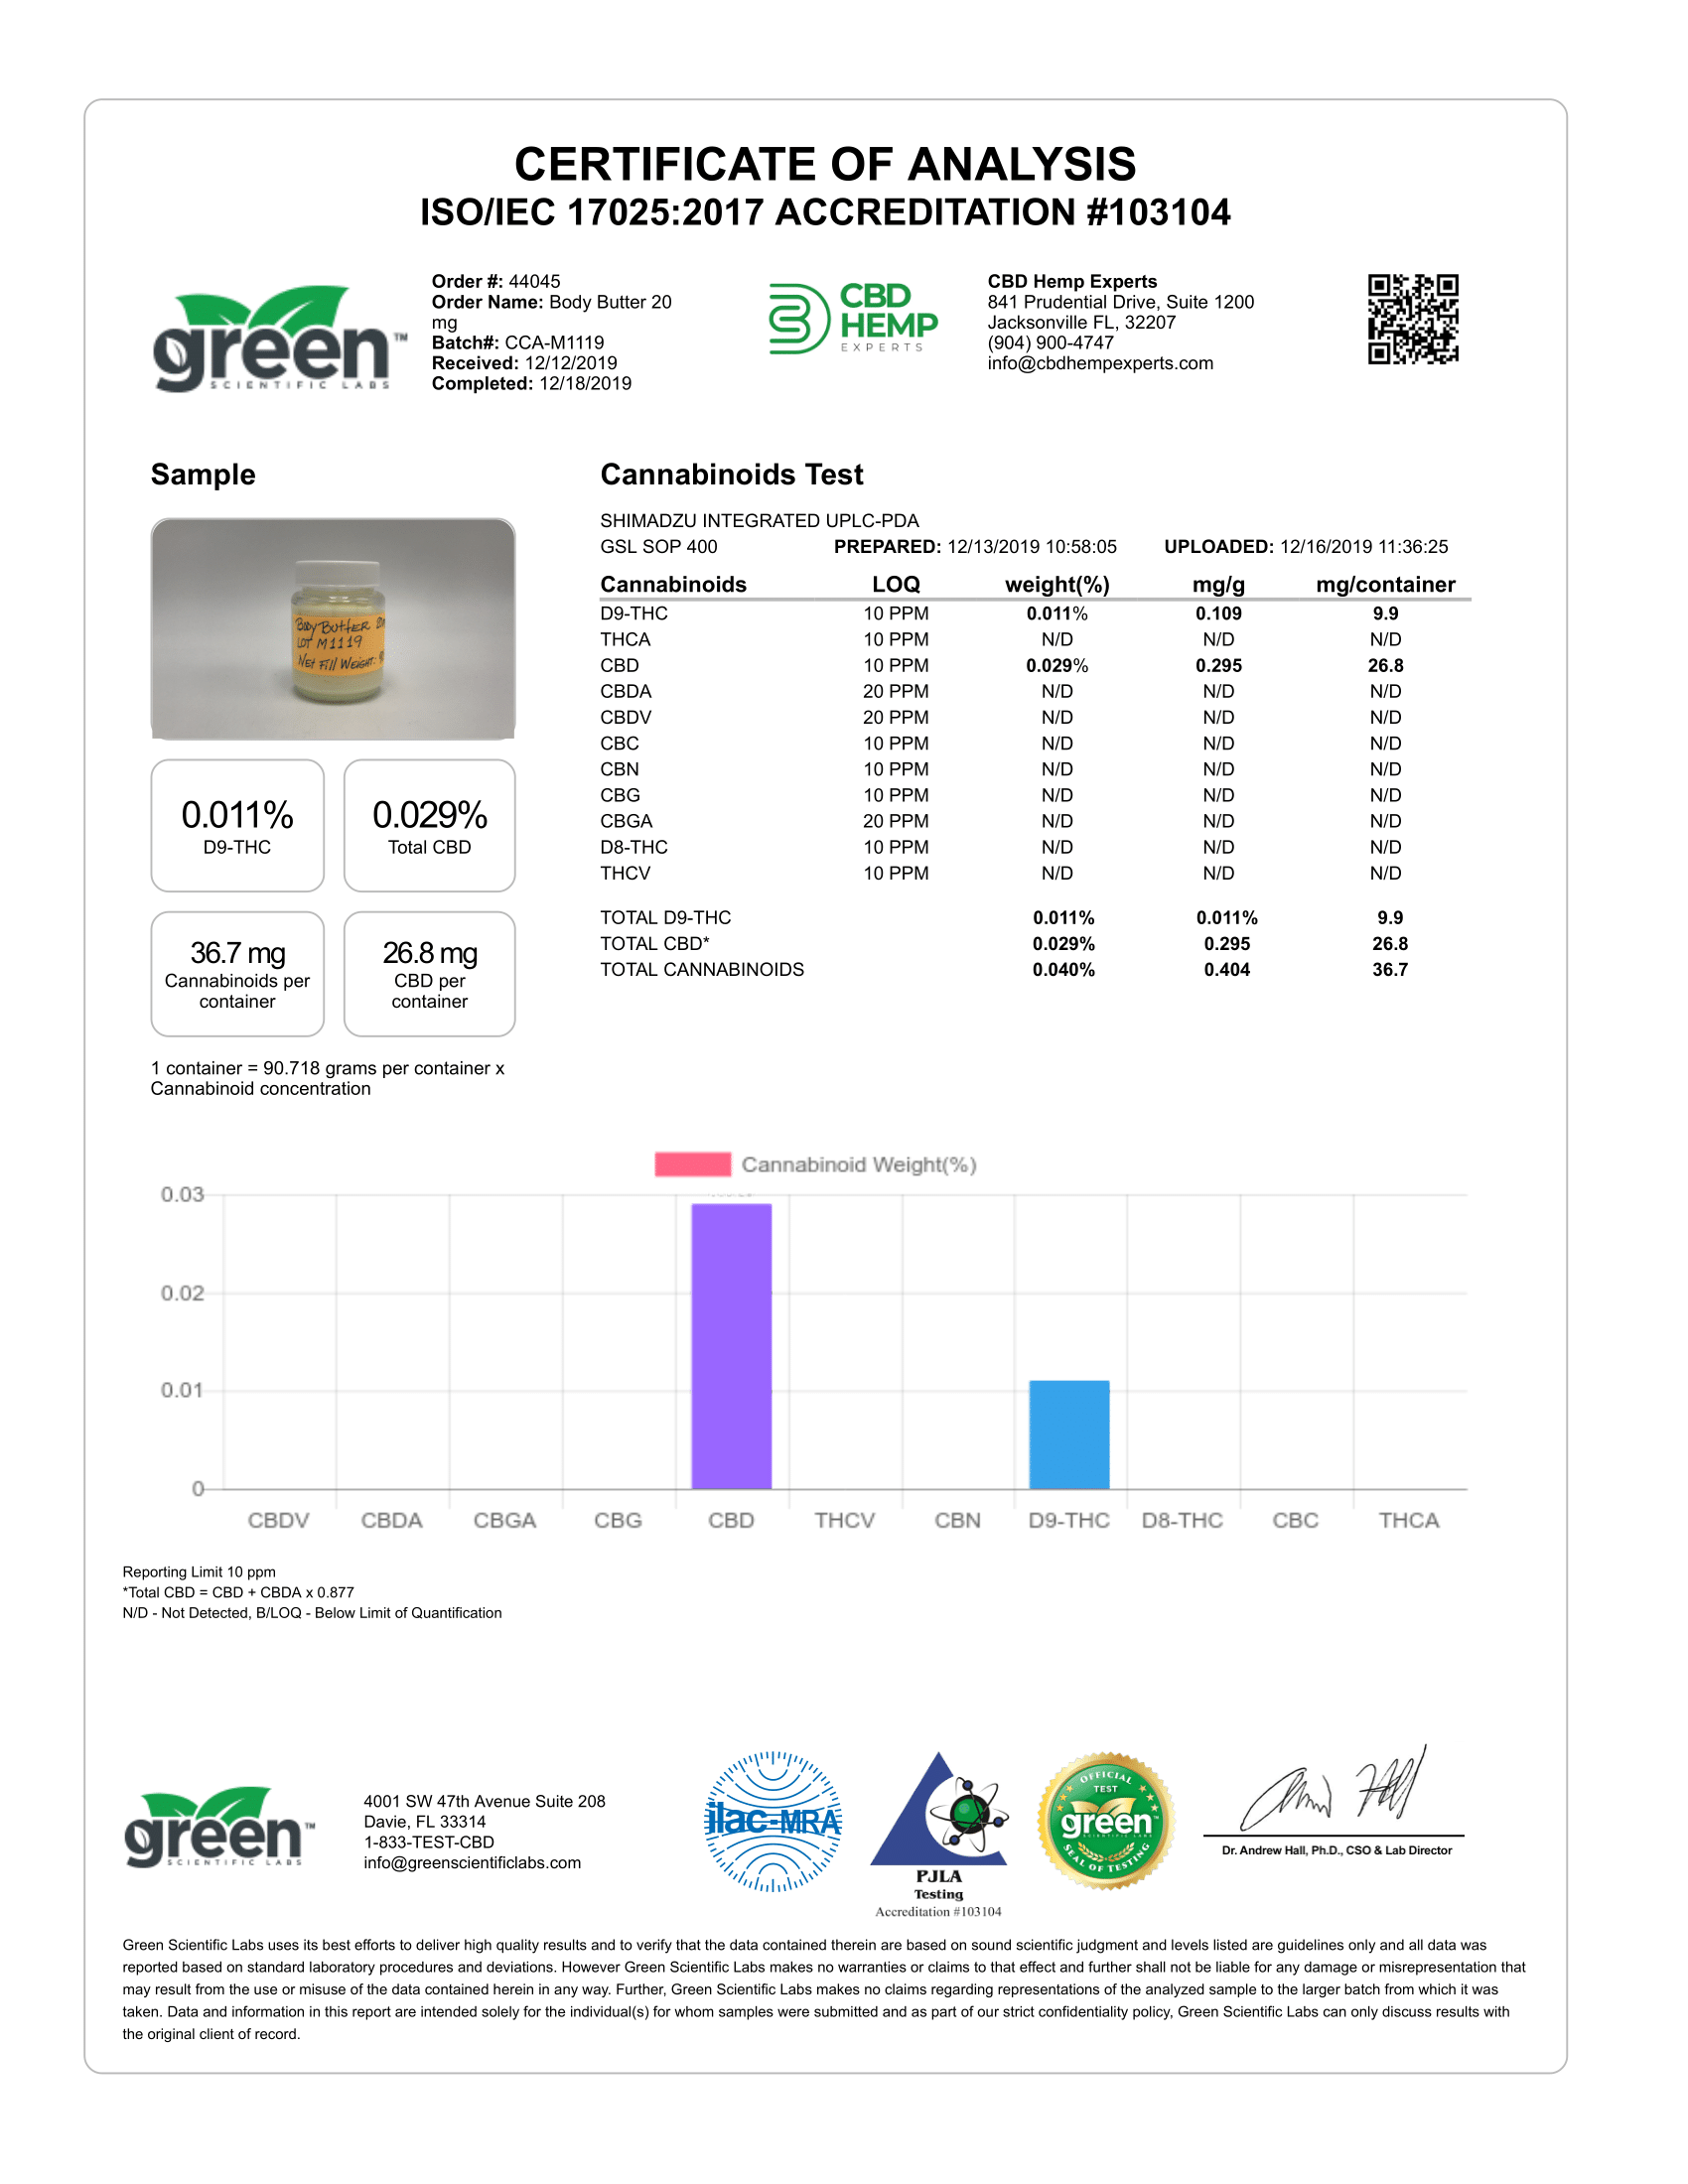 CERTIFICATE OF ANALYSIS
ISO/IEC 17025:2017 ACCREDITATION #103104
green™
SCIENTIFIC LABS
Order #: 44045
Order Name: Body Butter 20
mg
Batch#: CCA-M1119
Received: 12/12/2019
Completed: 12/18/2019
CBD
HEMP
EXPERTS
CBD Hemp Experts
841 Prudential Drive, Suite 1200
Jacksonville FL, 32207
(904) 900-4747
info@cbdhempexperts.com
Sample
Body Butter
LOT M1119
Net Fill Weight:
0.011%
D9-THC
0.029%
Total CBD
36.7 mg
Cannabinoids per
container
26.8 mg
CBD per
container
1 container = 90.718 grams per container x
Cannabinoid concentration
Cannabinoids Test
SHIMADZU INTEGRATED UPLC-PDA
GSL SOP 400 PREPARED: 12/13/2019 10:58:05 UPLOADED: 12/16/2019 11:36:25
Cannabinoids LOQ weight(%) mg/g mg/container
D9-THC 10 PPM 0.011% 0.109 9.9
THCA 10 PPM N/D N/D N/D
CBD 10 PPM 0.029% 0.295 26.8
CBDA 20 PPM N/D N/D N/D
CBDV 20 PPM N/D N/D N/D
CBC 10 PPM N/D N/D N/D
CBN 10 PPM N/D N/D N/D
CBG 10 PPM N/D N/D N/D
CBGA 20 PPM N/D N/D N/D
D8-THC 10 PPM N/D N/D N/D
THCV 10 PPM N/D N/D N/D
TOTAL D9-THC 0.011% 0.011% 9.9
TOTAL CBD* 0.029% 0.295 26.8
TOTAL CANNABINOIDS 0.040% 0.404 36.7
Cannabinoid Weight(%)
0.03
0.02
0.01
0
CBDV CBDA CBGA CBG CBD THCV CBN D9-THC D8-THC CBC THCA
Reporting Limit 10 ppm
*Total CBD = CBD + CBDA x 0.877
N/D - Not Detected, B/LOQ - Below Limit of Quantification
green™
SCIENTIFIC LABS
4001 SW 47th Avenue Suite 208
Davie, FL 33314
1-833-TEST-CBD
info@greenscientificlabs.com
ilac-MRA
PJLA
Testing
Accreditation #103104
OFFICIAL
TEST
green
SCIENTIFIC LABS
SEAL OF TESTING
Dr. Andrew Hall, Ph.D., CSO & Lab Director
Green Scientific Labs uses its best efforts to deliver high quality results and to verify that the data contained therein are based on sound scientific judgment and levels listed are guidelines only and all data was
reported based on standard laboratory procedures and deviations. However Green Scientific Labs makes no warranties or claims to that effect and further shall not be liable for any damage or misrepresentation that
may result from the use or misuse of the data contained herein in any way. Further, Green Scientific Labs makes no claims regarding representations of the analyzed sample to the larger batch from which it was
taken. Data and information in this report are intended solely for the individual(s) for whom samples were submitted and as part of our strict confidentiality policy, Green Scientific Labs can only discuss results with
the original client of record.